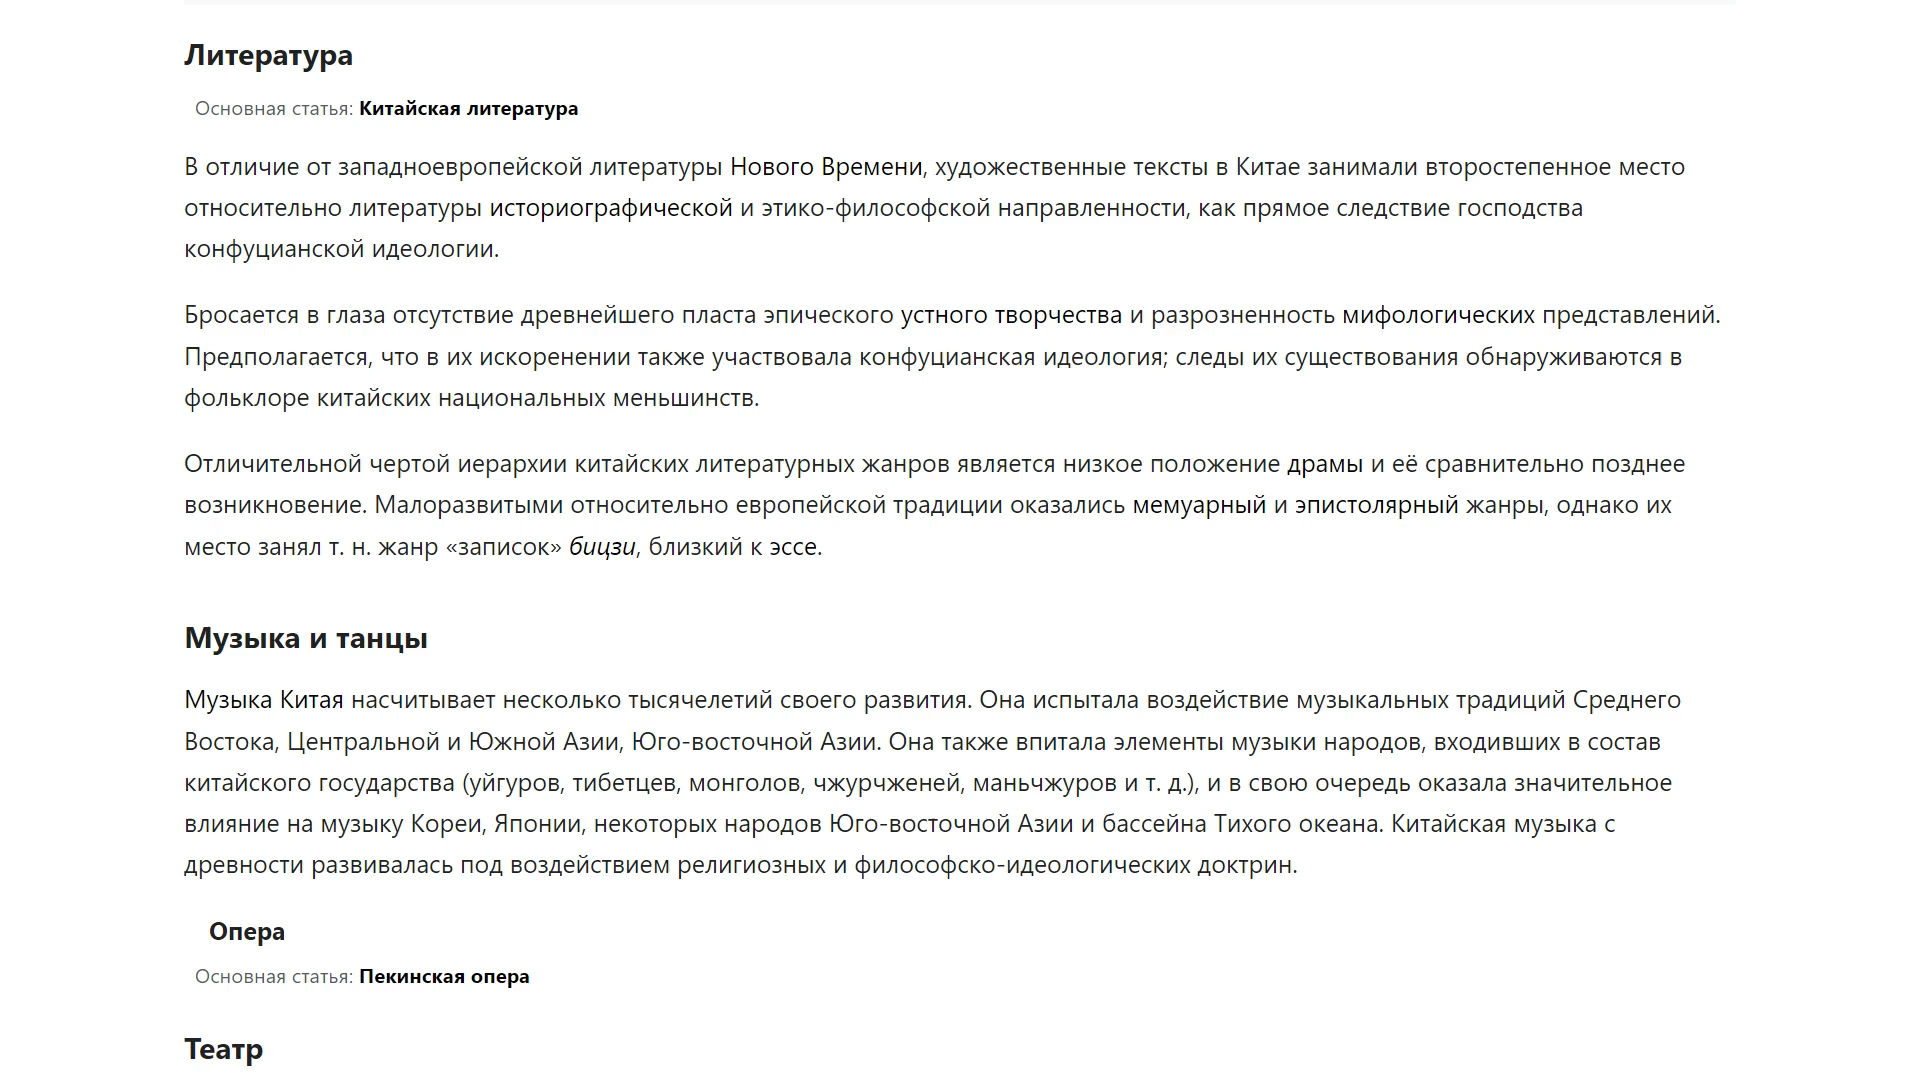 Литература
Основная статья: Китайская литература
В отличие от западноевропейской литературы Нового Времени, художественные тексты в Китае занимали второстепенное место
относительно литературы историографической и этико-философской направленности, как прямое следствие господства
конфуцианской идеологии.
Бросается в глаза отсутствие древнейшего пласта эпического устного творчества и разрозненность мифологических представлений.
Предполагается, что в их искоренении также участвовала конфуцианская идеология; следы их существования обнаруживаются в
фольклоре китайских национальных меньшинств.
Отличительной чертой иерархии китайских литературных жанров является низкое положение драмы и её сравнительно позднее
возникновение. Малоразвитыми относительно европейской традиции оказались мемуарный и эпистолярный жанры, однако их
место занял т. н. жанр «записок» бицзи, близкий к эссе.
Музыка и танцы
Музыка Китая насчитывает несколько тысячелетий своего развития. Она испытала воздействие музыкальных традиций Среднего
Востока, Центральной и Южной Азии, Юго-восточной Азии. Она также впитала элементы музыки народов, входивших в состав
китайского государства (уйгуров, тибетцев, монголов, чжурчженей, маньчжуров и т. д.), и в свою очередь оказала значительное
влияние на музыку Кореи, Японии, некоторых народов Юго-восточной Азии и бассейна Тихого океана. Китайская музыка с
древности развивалась под воздействием религиозных и философско-идеологических доктрин.
Опера
Основная статья: Пекинская опера
Театр